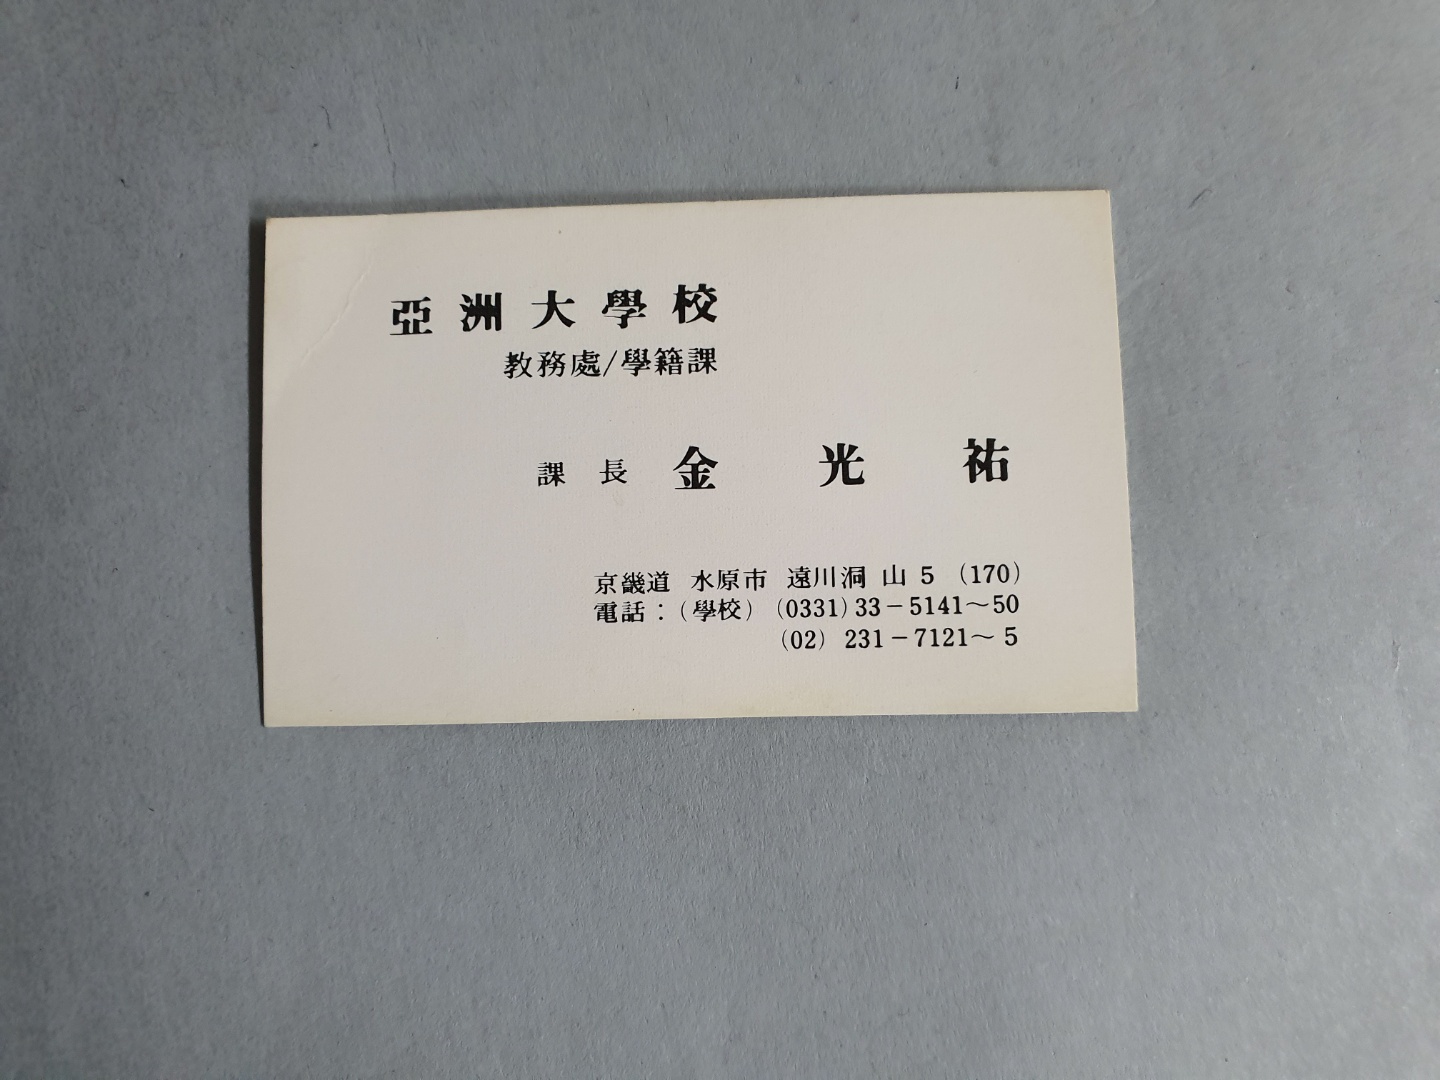 亞洲大學校
教務處/學籍課
課長 金光祐
京畿道 水原市 遠川洞 山 5 (170)
電話：(學校) (0331) 33－5141～50
(02) 231－7121～5